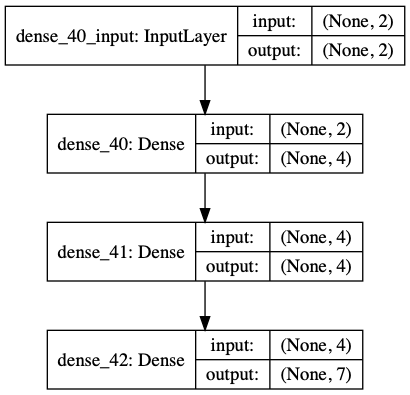 dense_40_input: InputLayer input: (None, 2)
output: (None, 2)
dense_40: Dense input: (None, 2)
output: (None, 4)
dense_41: Dense input: (None, 4)
output: (None, 4)
dense_42: Dense input: (None, 4)
output: (None, 7)